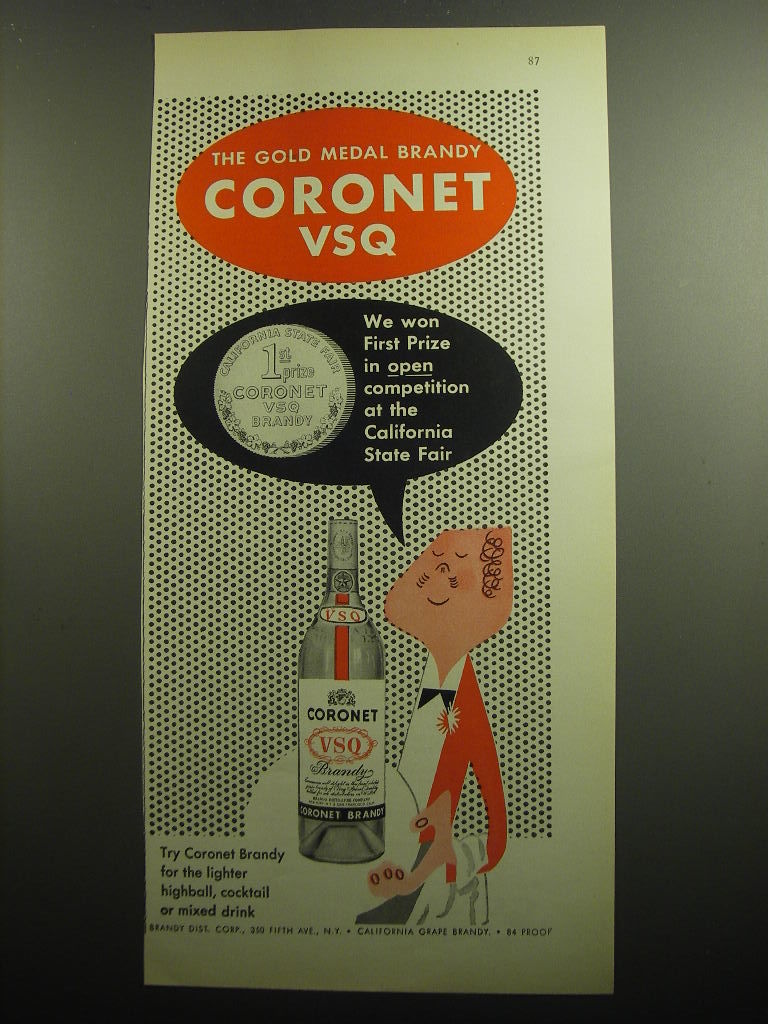 87
THE GOLD MEDAL BRANDY
CORONET
VSQ
CALIFORNIA STATE FAIR
1st
prize
CORONET
VSQ
BRANDY
We won
First Prize
in open
competition
at the
California
State Fair
VSQ
CORONET
VSQ
Brandy
CORONET BRANDY
Try Coronet Brandy
for the lighter
highball, cocktail
or mixed drink
BRANDY DIST. CORP., 350 FIFTH AVE., N.Y. • CALIFORNIA GRAPE BRANDY. • 84 PROOF